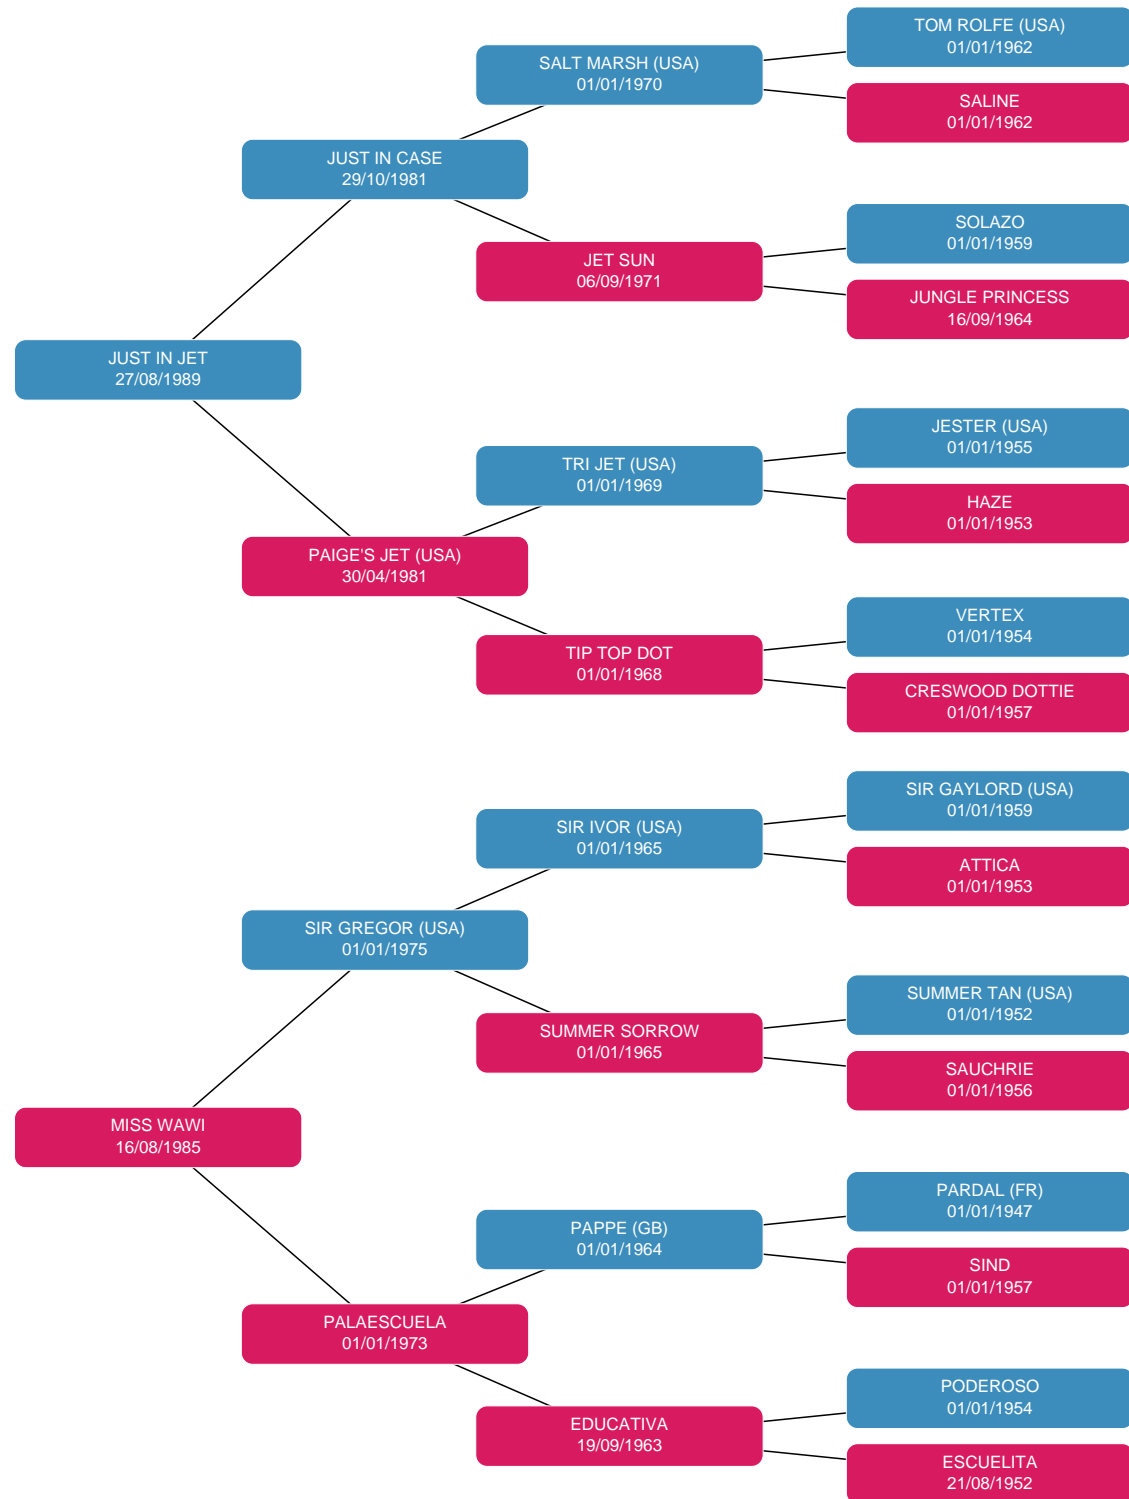 TOM ROLFE (USA)
01/01/1962
SALT MARSH (USA)
01/01/1970
SALINE
01/01/1962
JUST IN CASE
29/10/1981
SOLAZO
01/01/1959
JET SUN
06/09/1971
JUNGLE PRINCESS
16/09/1964
JUST IN JET
27/08/1989
JESTER (USA)
01/01/1955
TRI JET (USA)
01/01/1969
HAZE
01/01/1953
PAIGE'S JET (USA)
30/04/1981
VERTEX
01/01/1954
TIP TOP DOT
01/01/1968
CRESWOOD DOTTIE
01/01/1957
SIR GAYLORD (USA)
01/01/1959
SIR IVOR (USA)
01/01/1965
ATTICA
01/01/1953
SIR GREGOR (USA)
01/01/1975
SUMMER TAN (USA)
01/01/1952
SUMMER SORROW
01/01/1965
SAUCHRIE
01/01/1956
MISS WAWI
16/08/1985
PARDAL (FR)
01/01/1947
PAPPE (GB)
01/01/1964
SIND
01/01/1957
PALAESCUELA
01/01/1973
PODEROSO
01/01/1954
EDUCATIVA
19/09/1963
ESCUELITA
21/08/1952